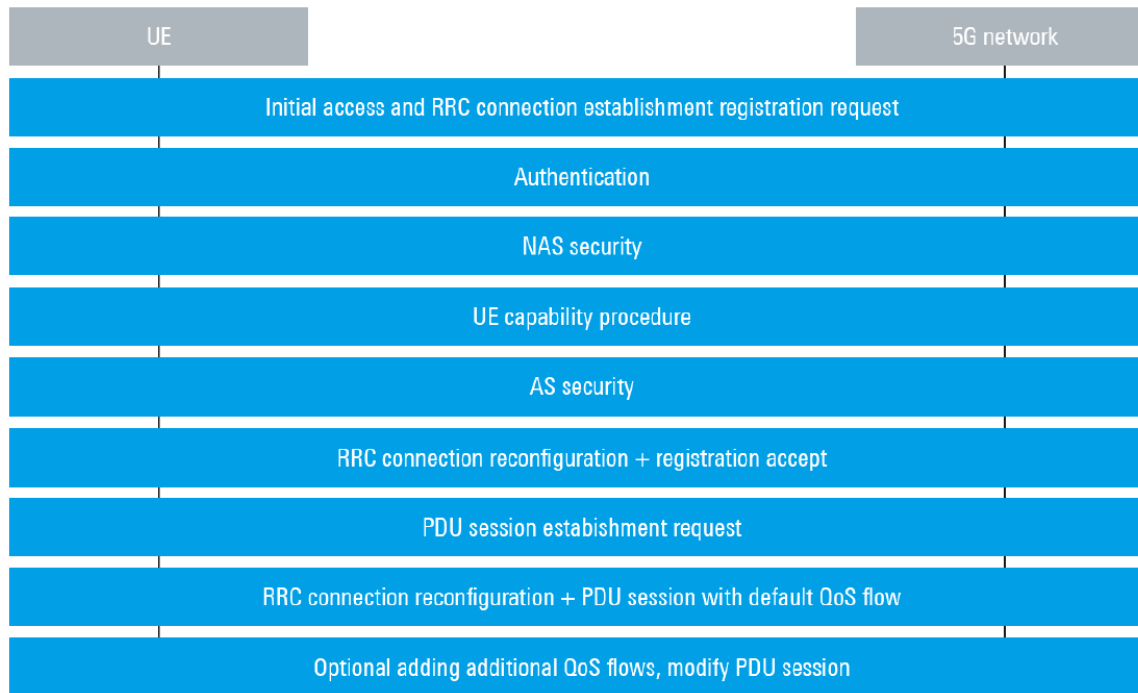 UE
5G network
Initial access and RRC connection establishment registration request
Authentication
NAS security
UE capability procedure
AS security
RRC connection reconfiguration + registration accept
PDU session estabishment request
RRC connection reconfiguration + PDU session with default QoS flow
Optional adding additional QoS flows, modify PDU session